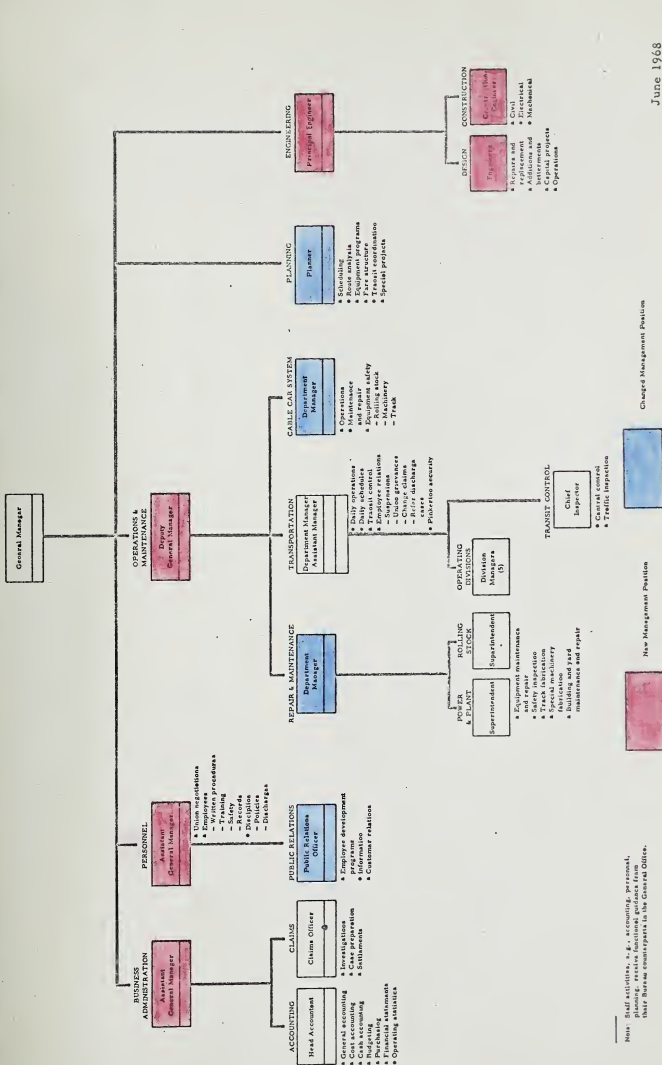 General Manager
BUSINESS
ADMINISTRATION
Assistant
General Manager
PERSONNEL
Assistant
General Manager
• Union negotiations
• Employees
- Written procedures
- Training
- Safety
- Records
• Discipline
- Policies
- Discharges
OPERATIONS &
MAINTENANCE
Deputy
General Manager
PLANNING
Planner
• Scheduling
• Route analysis
• Equipment programs
• Fare structure
• Transit coordination
• Special projects
ENGINEERING
Principal Engineer
ACCOUNTING
Head Accountant
• General accounting
• Cost accounting
• Cash accounting
• Budgeting
• Purchasing
• Financial statements
• Operating statistics
CLAIMS
Claims Officer
• Investigations
• Case preparation
• Settlements
PUBLIC RELATIONS
Public Relations
Officer
• Employee development
programs
• Information
• Customer relations
REPAIR & MAINTENANCE
Department
Manager
TRANSPORTATION
Department Manager
Assistant Manager
• Daily operations
• Daily schedules
• Transit control
• Employee relations
- Suspensions
- Union grievances
- Change claims
- Refer discharge
cases
• Pinkerton security
CABLE CAR SYSTEM
Department
Manager
• Operations
• Maintenance
and repair
• Equipment safety
- Rolling stock
- Machinery
- Track
DESIGN
Engineers
• Repairs and
replacement
• Additions and
betterments
• Capital projects
• Operations
CONSTRUCTION
Construction
Engineer
• Civil
• Electrical
• Mechanical
POWER
& PLANT
Superintendent
ROLLING
STOCK
Superintendent
• Equipment maintenance
and repair
• Safety inspection
• Track fabrication
• Special machinery
fabrication
• Building and yard
maintenance and repair
OPERATING
DIVISIONS
Division
Managers
(5)
TRANSIT CONTROL
Chief
Inspector
• Central control
• Traffic Inspection
Note: Staff activities, e.g., accounting, personnel,
planning, receive functional guidance from
their Bureau counterparts in the General Office.
New Management Position
Changed Management Position
June 1968